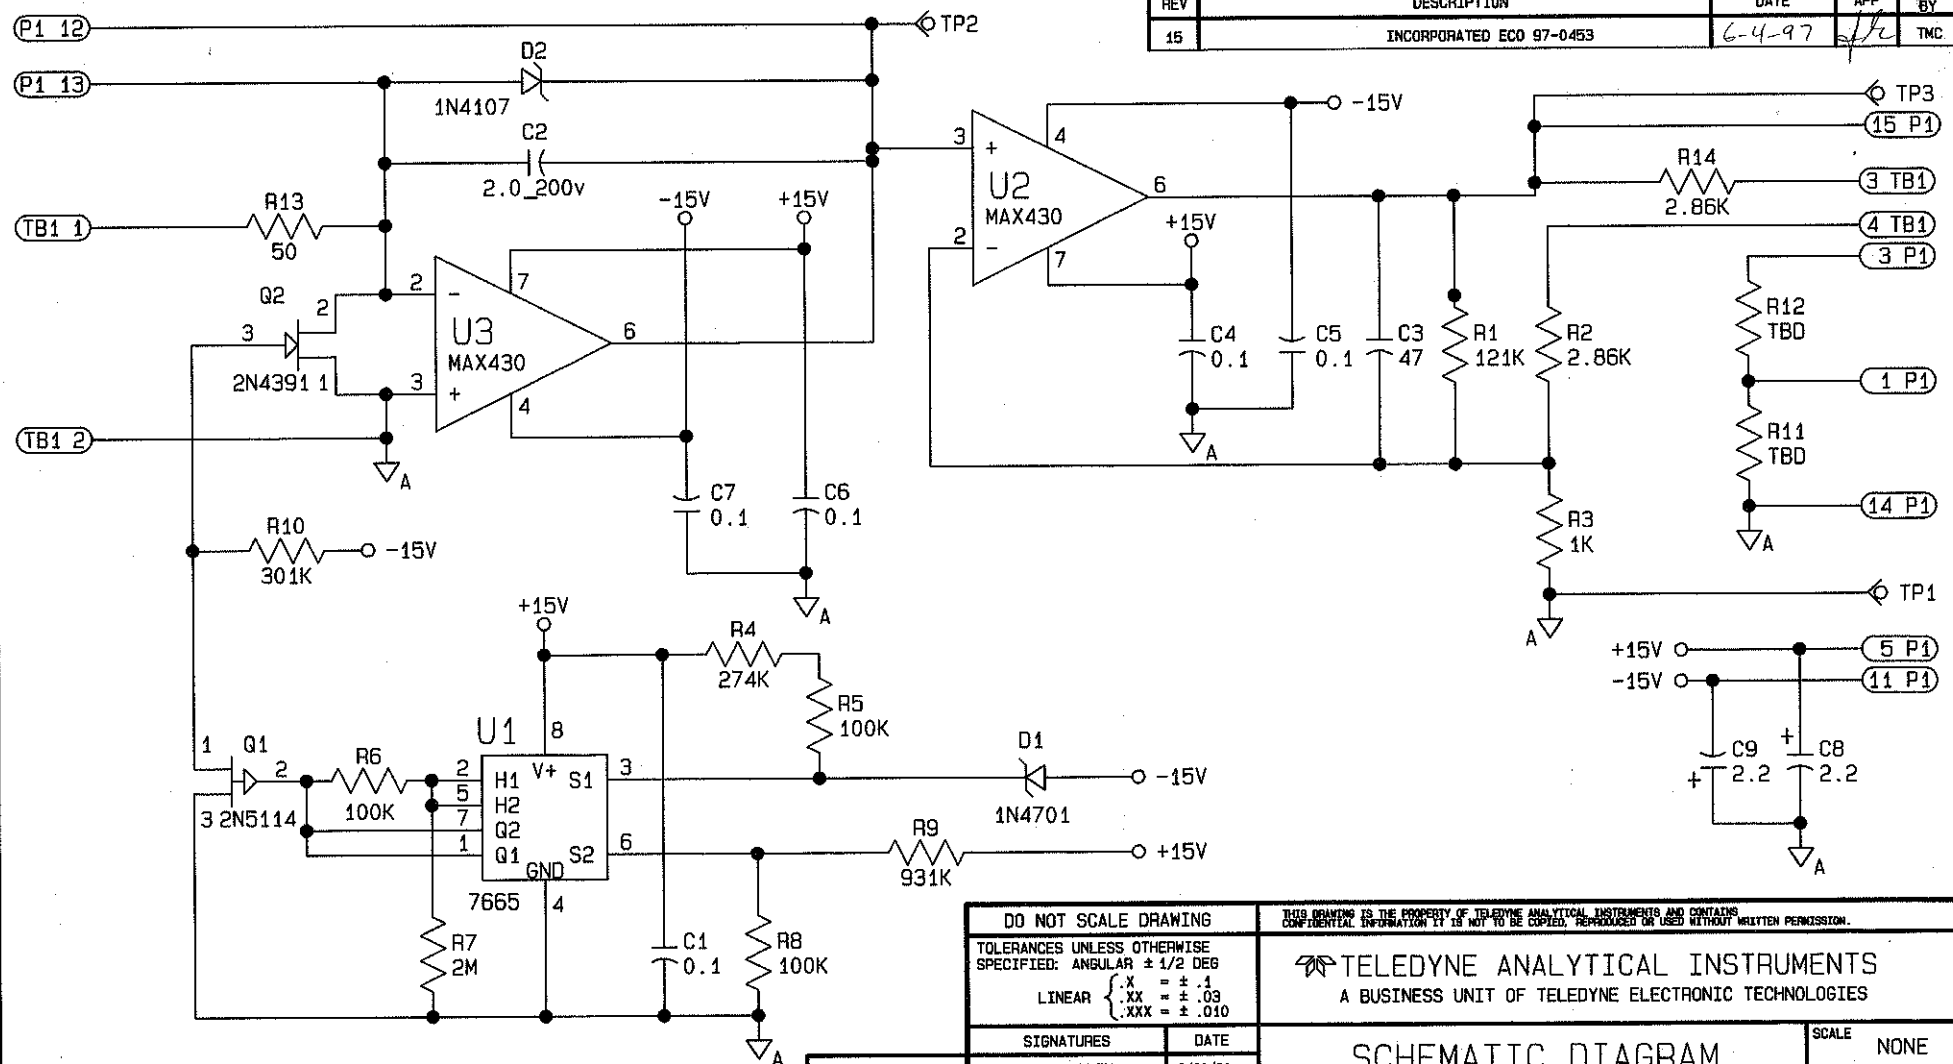 REV DESCRIPTION DATE APP BY
15 INCORPORATED ECO 97-0453 6-4-97 TMC
P1 12
TP2
P1 13
D2
1N4107
C2
2.0_200v
TB1 1
R13
50
-15V
+15V
Q2
2
3
2N4391 1
2
-
U3
MAX430
3
+
7
6
4
TB1 2
A
C7
0.1
C6
0.1
A
R10
301K
-15V
3
+
U2
MAX430
2
-
4
-15V
6
+15V
7
C4
0.1
C5
0.1
C3
47
R1
121K
R2
2.86K
A
TP3
15 P1
R14
2.86K
3 TB1
4 TB1
3 P1
R12
TBD
1 P1
R11
TBD
14 P1
A
R3
1K
TP1
A
+15V
5 P1
-15V
11 P1
+
C9
2.2
+
C8
2.2
A
+15V
R4
274K
R5
100K
U1
8
1
Q1
2
3 2N5114
R6
100K
2
5
7
1
H1
H2
Q2
Q1
V+
S1
S2
GND
3
6
7665
4
D1
1N4701
-15V
R9
931K
+15V
R7
2M
C1
0.1
R8
100K
A
DO NOT SCALE DRAWING
TOLERANCES UNLESS OTHERWISE
SPECIFIED: ANGULAR ± 1/2 DEG
LINEAR
.X = ± .1
.XX = ± .03
.XXX = ± .010
SIGNATURES DATE
THIS DRAWING IS THE PROPERTY OF TELEDYNE ANALYTICAL INSTRUMENTS AND CONTAINS
CONFIDENTIAL INFORMATION IT IS NOT TO BE COPIED, REPRODUCED OR USED WITHOUT WRITTEN PERMISSION.
TELEDYNE ANALYTICAL INSTRUMENTS
A BUSINESS UNIT OF TELEDYNE ELECTRONIC TECHNOLOGIES
SCHEMATIC DIAGRAM
SCALE
NONE